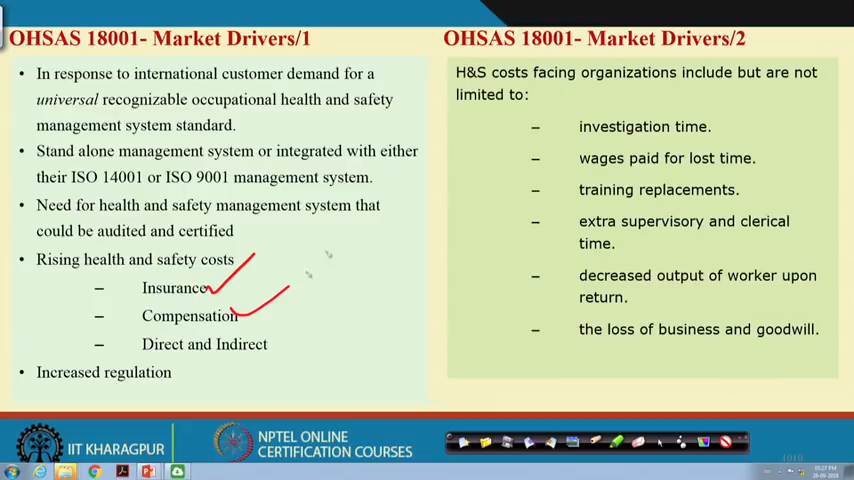 OHSAS 18001- Market Drivers/1
• In response to international customer demand for a
universal recognizable occupational health and safety
management system standard.
• Stand alone management system or integrated with either
their ISO 14001 or ISO 9001 management system.
• Need for health and safety management system that
could be audited and certified
• Rising health and safety costs
– Insurance
– Compensation
– Direct and Indirect
• Increased regulation
OHSAS 18001- Market Drivers/2
H&S costs facing organizations include but are not
limited to:
– investigation time.
– wages paid for lost time.
– training replacements.
– extra supervisory and clerical
time.
– decreased output of worker upon
return.
– the loss of business and goodwill.
IIT KHARAGPUR
NPTEL ONLINE
CERTIFICATION COURSES